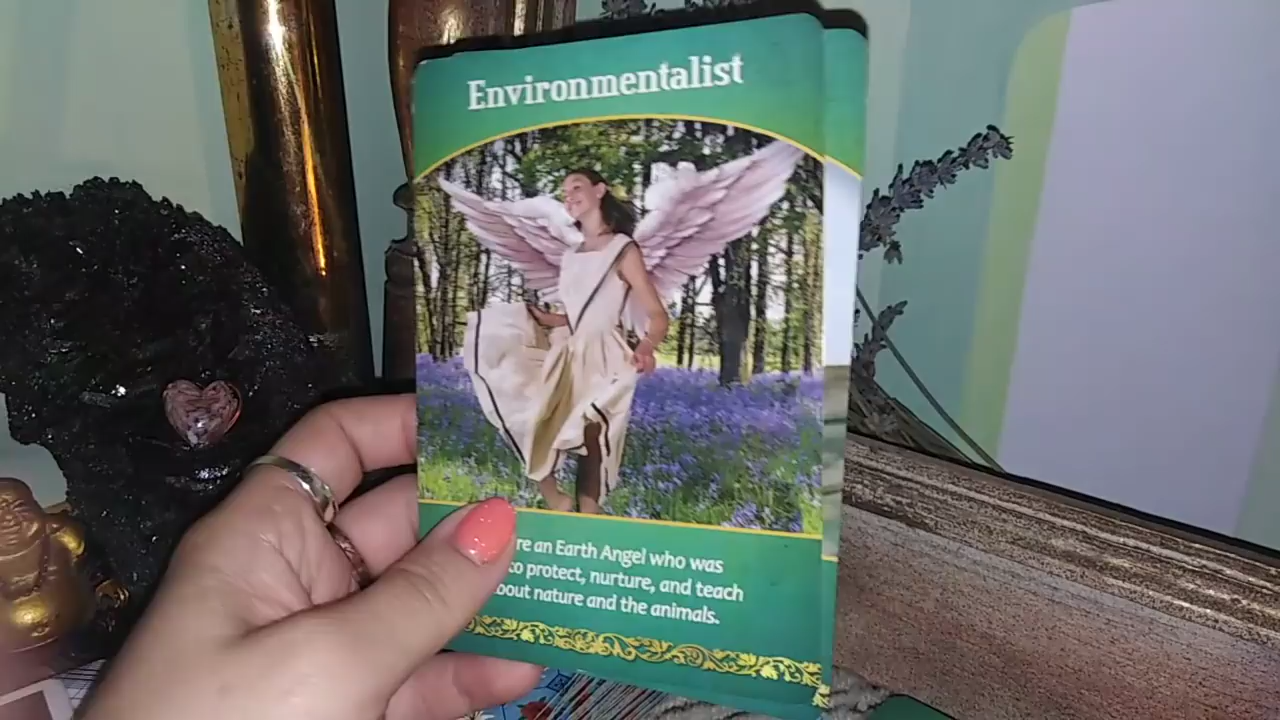 Environmentalist
re an Earth Angel who was
to protect, nurture, and teach
bout nature and the animals.